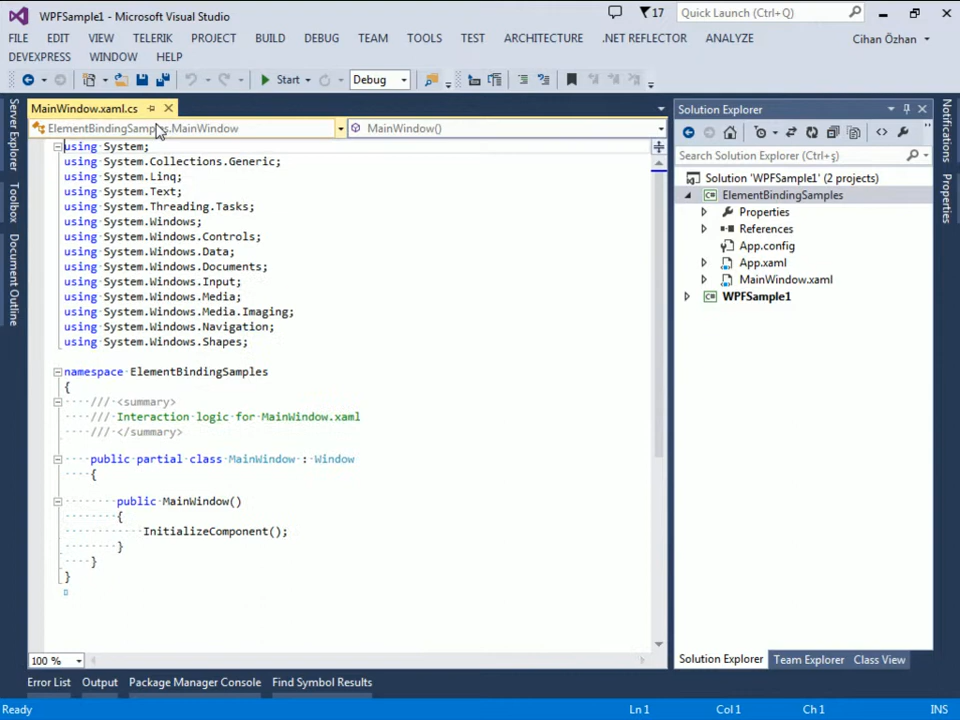 WPFSample1 - Microsoft Visual Studio
17
Quick Launch (Ctrl+Q)
FILE EDIT VIEW TELERIK PROJECT BUILD DEBUG TEAM TOOLS TEST ARCHITECTURE .NET REFLECTOR ANALYZE
Cihan Özhan
DEVEXPRESS WINDOW HELP
Start
Debug
Server Explorer
Toolbox
Document Outline
MainWindow.xaml.cs
ElementBindingSamples.MainWindow
MainWindow()
using System;
using System.Collections.Generic;
using System.Linq;
using System.Text;
using System.Threading.Tasks;
using System.Windows;
using System.Windows.Controls;
using System.Windows.Data;
using System.Windows.Documents;
using System.Windows.Input;
using System.Windows.Media;
using System.Windows.Media.Imaging;
using System.Windows.Navigation;
using System.Windows.Shapes;
namespace ElementBindingSamples
{
/// <summary>
/// Interaction logic for MainWindow.xaml
/// </summary>
public partial class MainWindow : Window
{
public MainWindow()
{
InitializeComponent();
}
}
}
100 %
Solution Explorer
Search Solution Explorer (Ctrl+ş)
Solution 'WPFSample1' (2 projects)
ElementBindingSamples
Properties
References
App.config
App.xaml
MainWindow.xaml
WPFSample1
Solution Explorer Team Explorer Class View
Notifications
Properties
Error List Output Package Manager Console Find Symbol Results
Ready
Ln 1 Col 1 Ch 1 INS